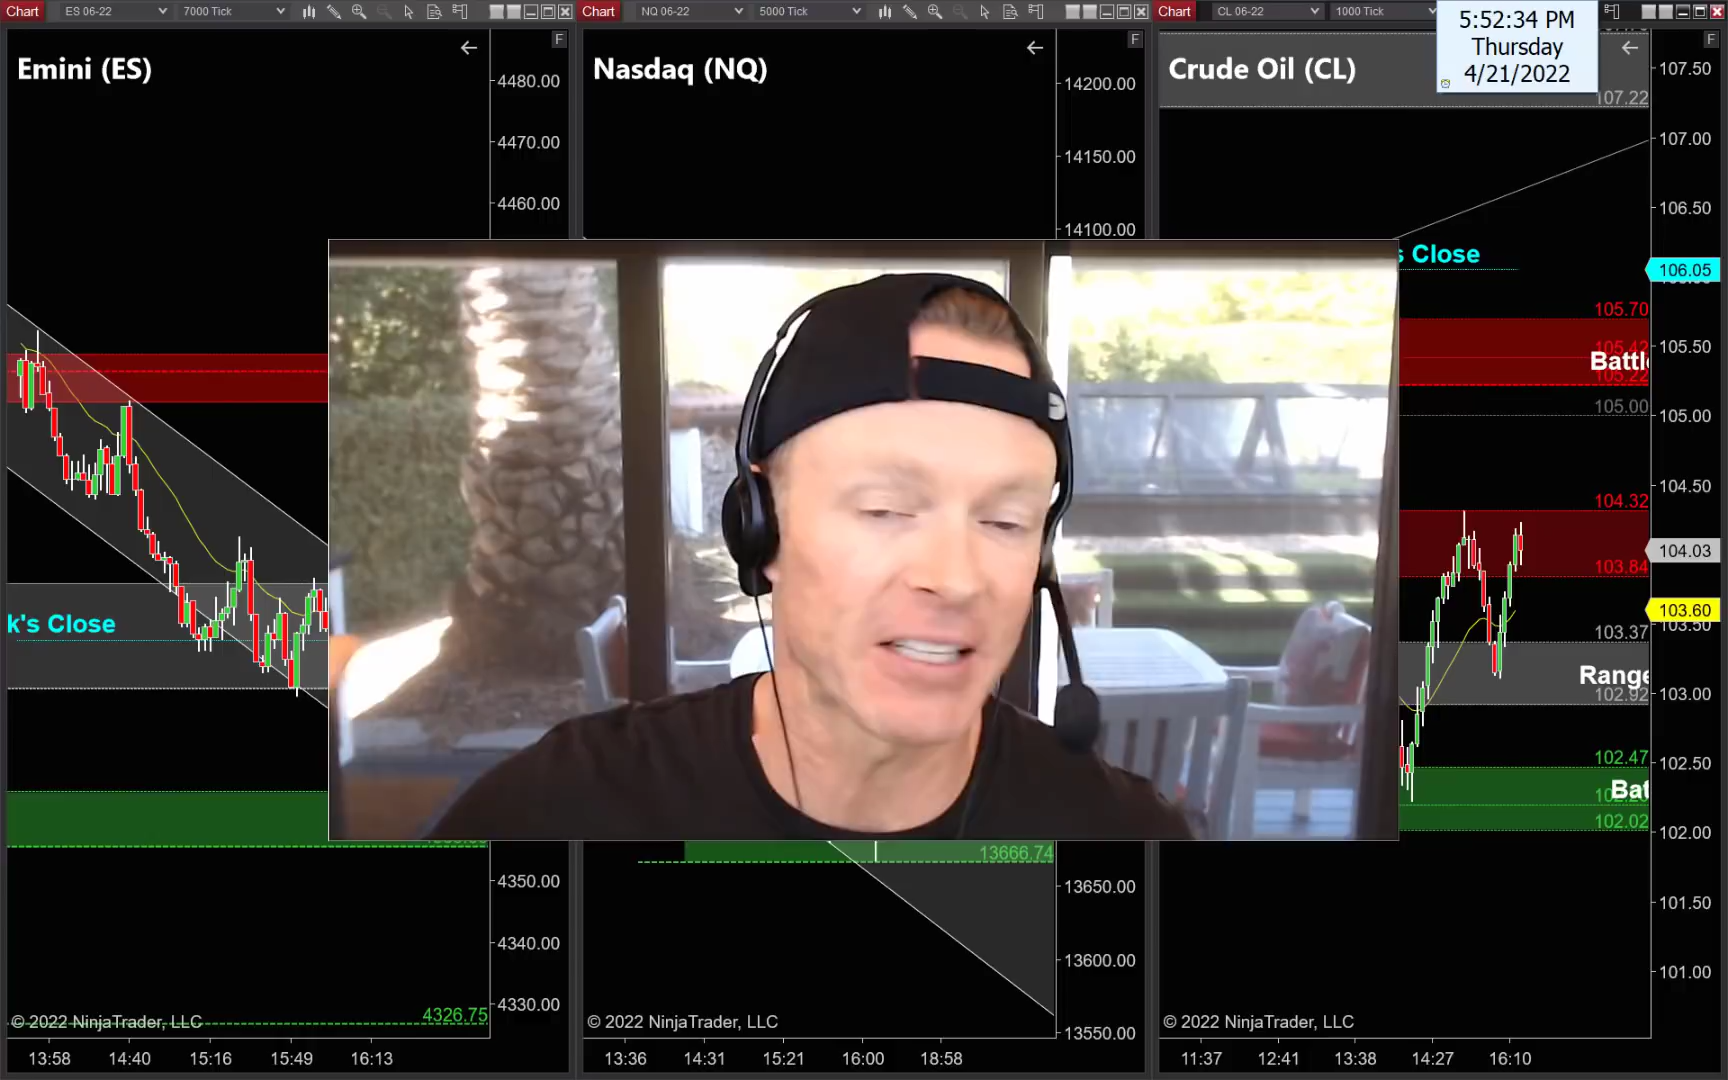 Chart ES 06-22 7000 Tick
F
Emini (ES)
4480.00
4470.00
4460.00
k's Close
4350.00
4340.00
4330.00
4326.75
© 2022 NinjaTrader, LLC
13:58 14:40 15:16 15:49 16:13
Chart NQ 06-22 5000 Tick
F
Nasdaq (NQ)
14200.00
14150.00
14100.00
13666.74
13650.00
13600.00
13550.00
© 2022 NinjaTrader, LLC
13:36 14:31 15:21 16:00 18:58
Chart CL 06-22 1000 Tick
5:52:34 PM
Thursday
4/21/2022
F
Crude Oil (CL)
107.50
107.22
107.00
106.50
s Close
106.05
105.70
105.50
105.42
Battle
105.22
105.00
105.00
104.50
104.32
104.03
103.84
103.60
103.50
103.37
Range
103.00
102.92
102.50
102.47
Bat
102.02
102.00
101.50
101.00
© 2022 NinjaTrader, LLC
11:37 12:41 13:38 14:27 16:10